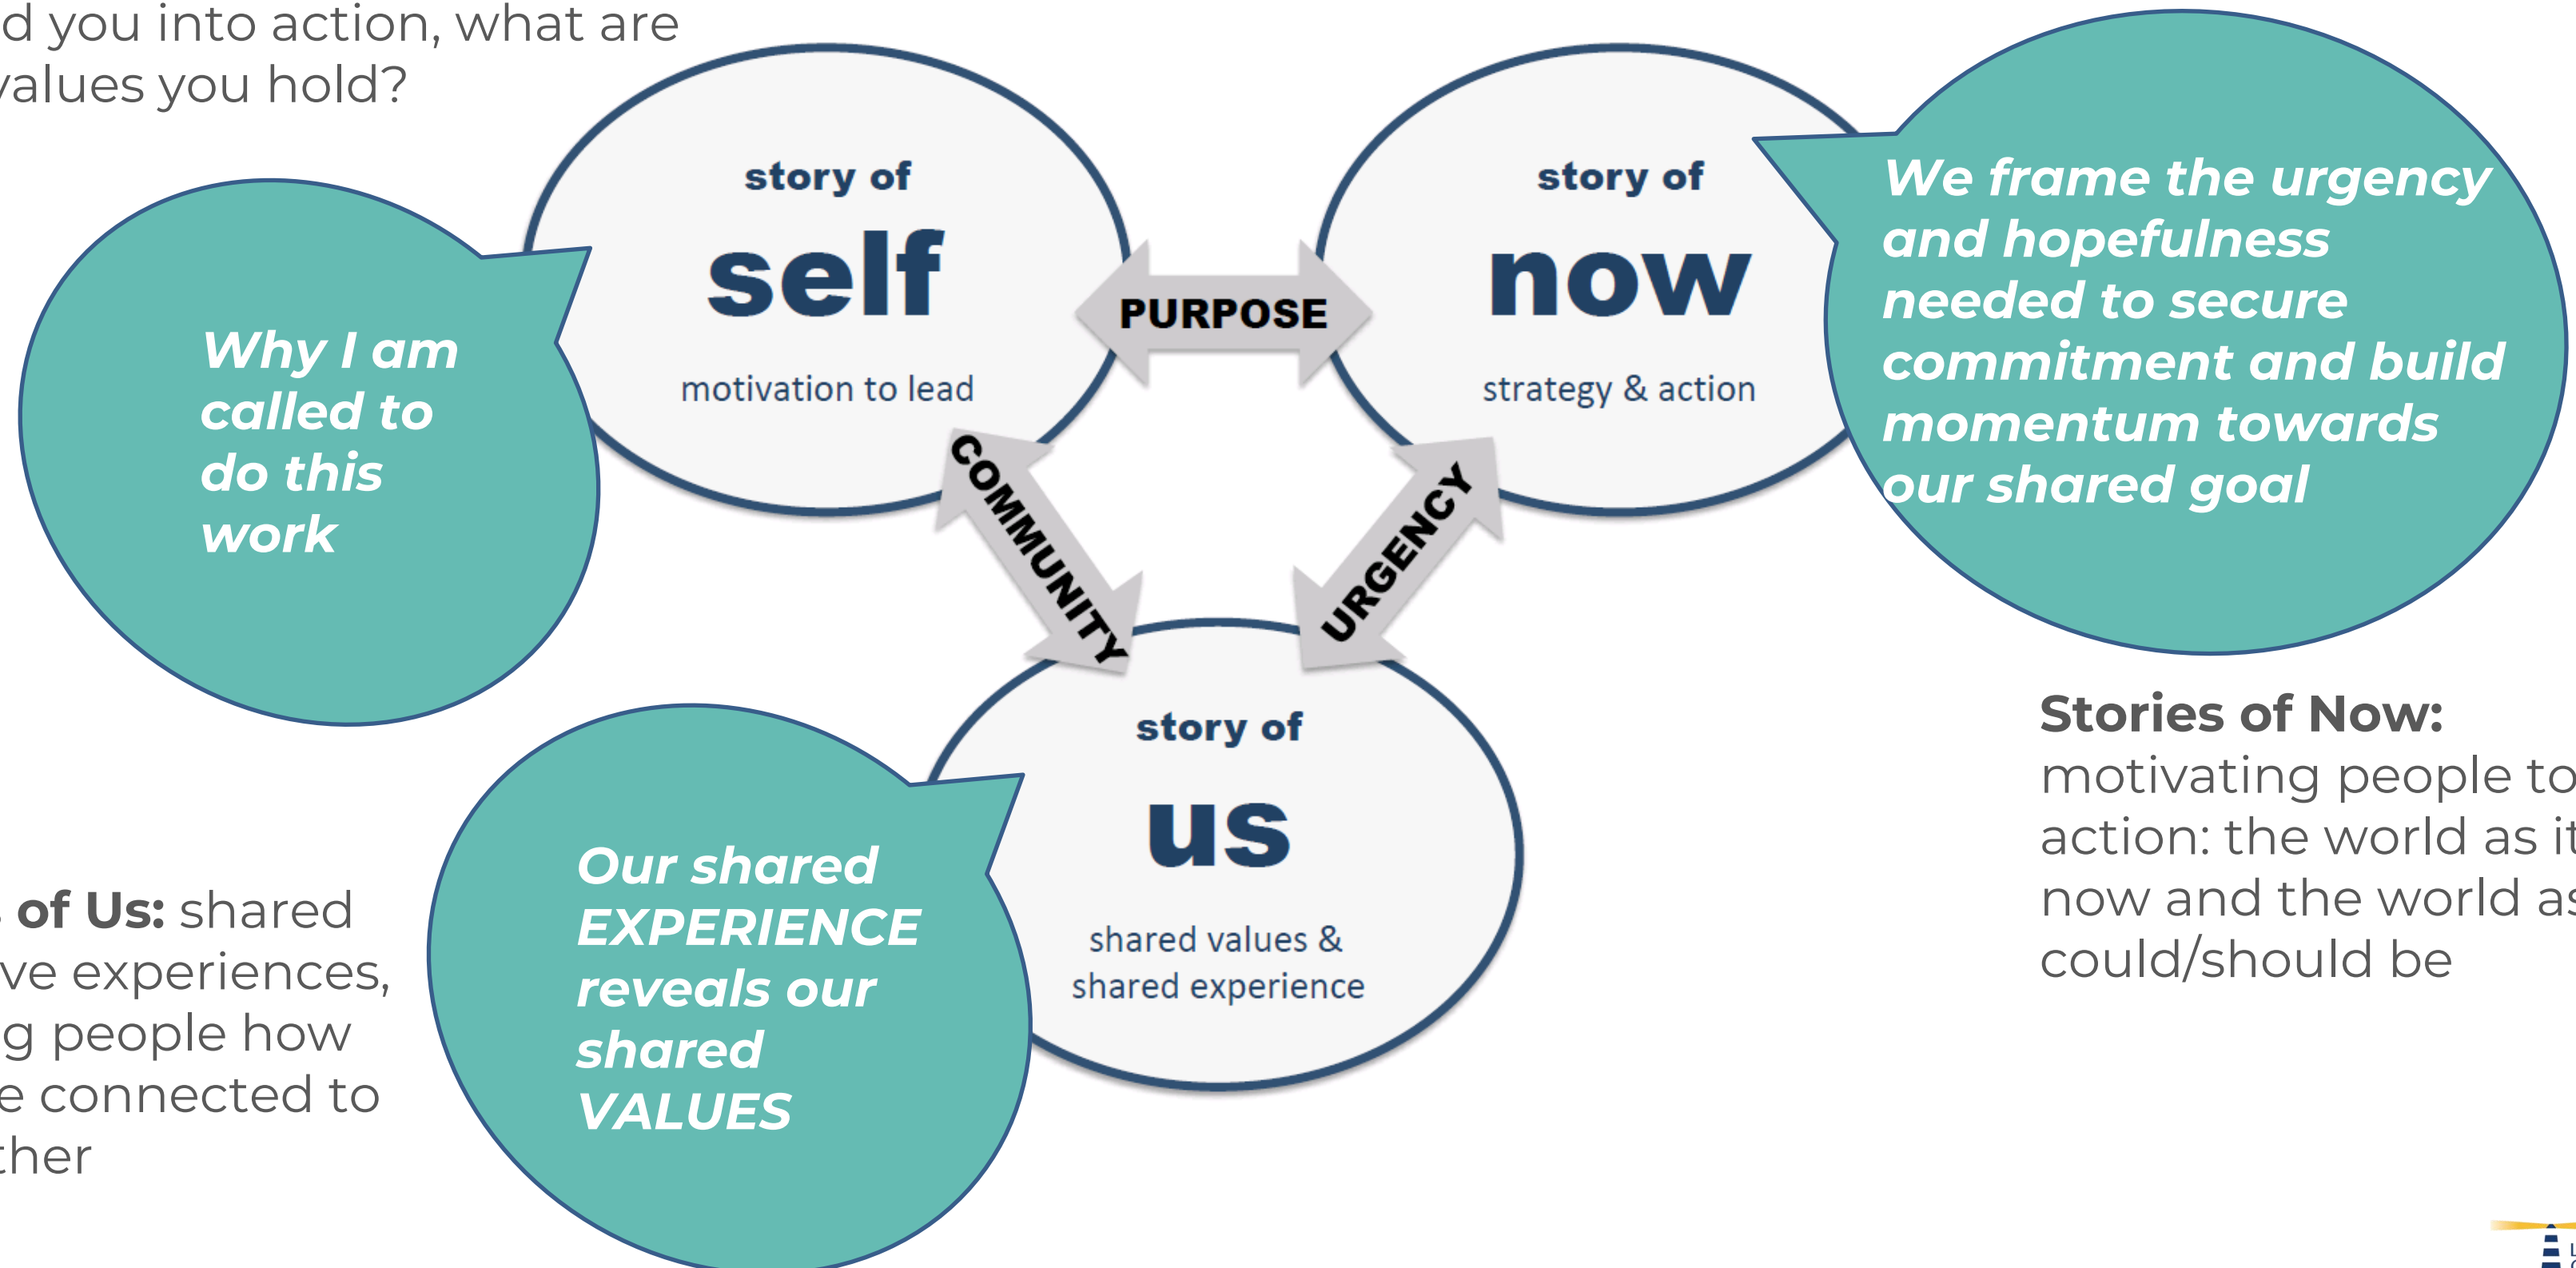 d you into action, what are
values you hold?
story of
self
motivation to lead
PURPOSE
story of
now
strategy & action
We frame the urgency
and hopefulness
needed to secure
commitment and build
momentum towards
our shared goal
Why I am
called to
do this
work
COMMUNITY
URGENCY
story of
us
shared values &
shared experience
Our shared
EXPERIENCE
reveals our
shared
VALUES
of Us: shared
ve experiences,
g people how
e connected to
ther
Stories of Now:
motivating people to
action: the world as it
now and the world as
could/should be